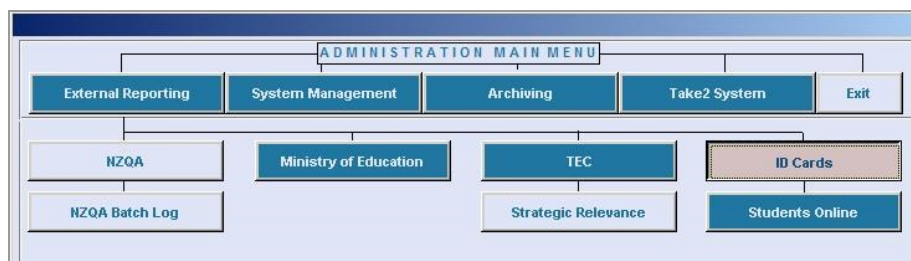 ADMINISTRATION MAIN MENU
External Reporting System Management Archiving Take2 System Exit
NZQA Ministry of Education TEC ID Cards
NZQA Batch Log Strategic Relevance Students Online